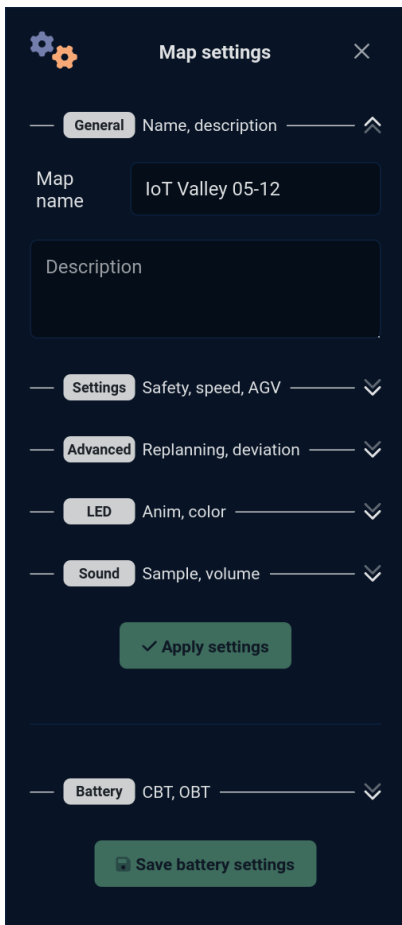 Map settings
General Name, description
Map
name
IoT Valley 05-12
Description
Settings Safety, speed, AGV
Advanced Replanning, deviation
LED Anim, color
Sound Sample, volume
Apply settings
Battery CBT, OBT
Save battery settings